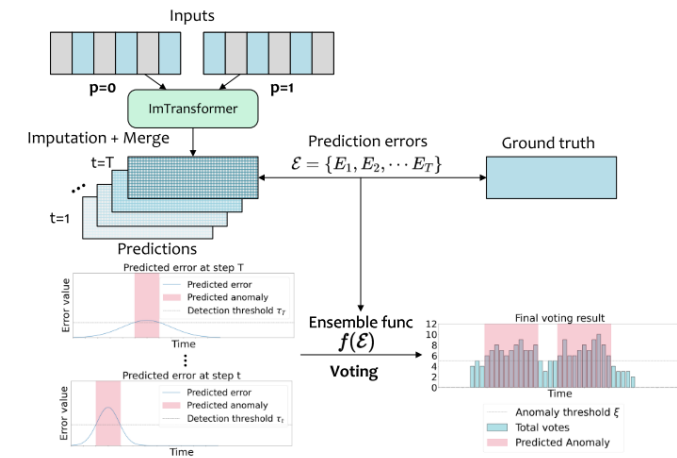 Inputs
p=0
p=1
ImTransformer
Imputation + Merge
t=T
t=1
Predictions
Prediction errors
ℰ = {E₁, E₂, ⋯ E_T}
Ground truth
Predicted error at step T
Error value
Predicted error
Predicted anomaly
Detection threshold τ_T
Time
Predicted error at step t
Error value
Predicted error
Predicted anomaly
Detection threshold τ_t
Time
Ensemble func
f(ℰ)
Voting
Final voting result
12
10
8
6
4
2
0
Time
Anomaly threshold ξ
Total votes
Predicted Anomaly